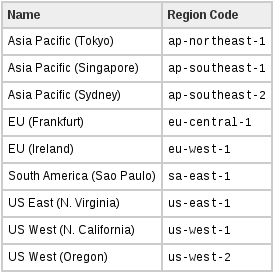 Name Region Code
Asia Pacific (Tokyo) ap-northeast-1
Asia Pacific (Singapore) ap-southeast-1
Asia Pacific (Sydney) ap-southeast-2
EU (Frankfurt) eu-central-1
EU (Ireland) eu-west-1
South America (Sao Paulo) sa-east-1
US East (N. Virginia) us-east-1
US West (N. California) us-west-1
US West (Oregon) us-west-2